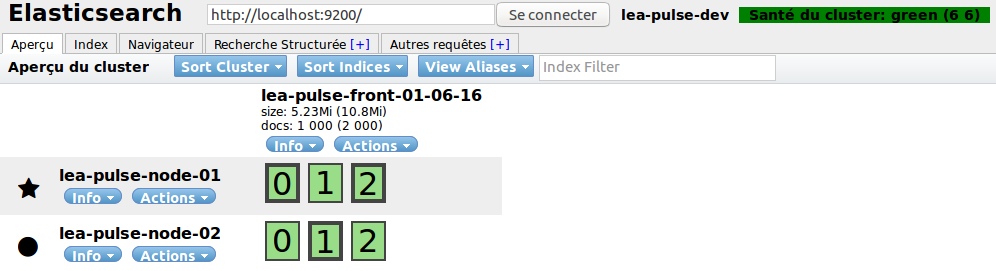 Elasticsearch http://localhost:9200/ Se connecter lea-pulse-dev Santé du cluster: green (6 6)
Aperçu Index Navigateur Recherche Structurée [+] Autres requêtes [+]
Aperçu du cluster Sort Cluster Sort Indices View Aliases Index Filter
lea-pulse-front-01-06-16
size: 5.23Mi (10.8Mi)
docs: 1 000 (2 000)
Info Actions
lea-pulse-node-01 0 1 2
Info Actions
lea-pulse-node-02 0 1 2
Info Actions